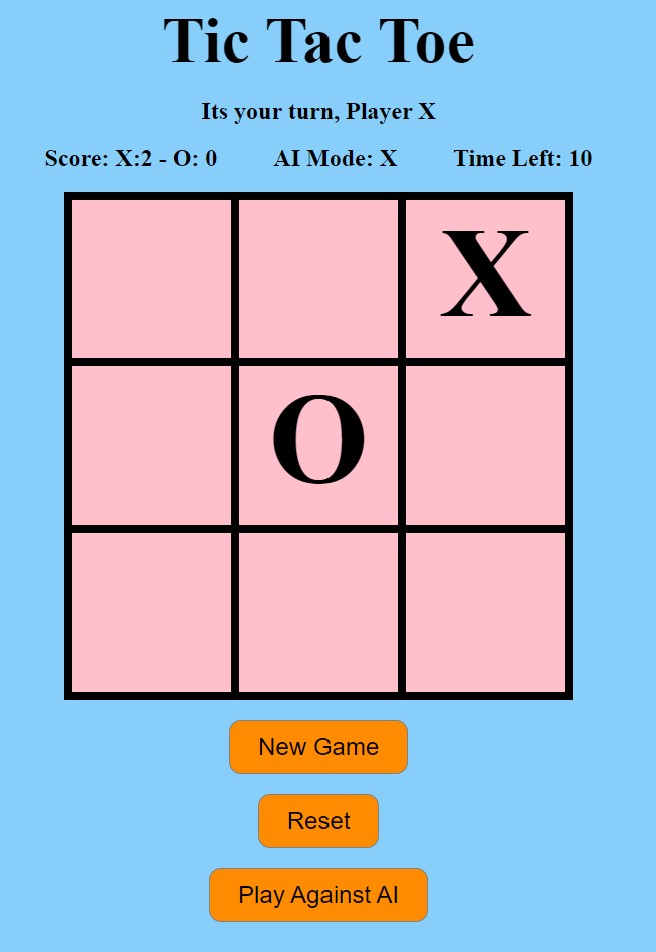 Tic Tac Toe
Its your turn, Player X
Score: X:2 - O: 0 AI Mode: X Time Left: 10
X
O
New Game
Reset
Play Against AI